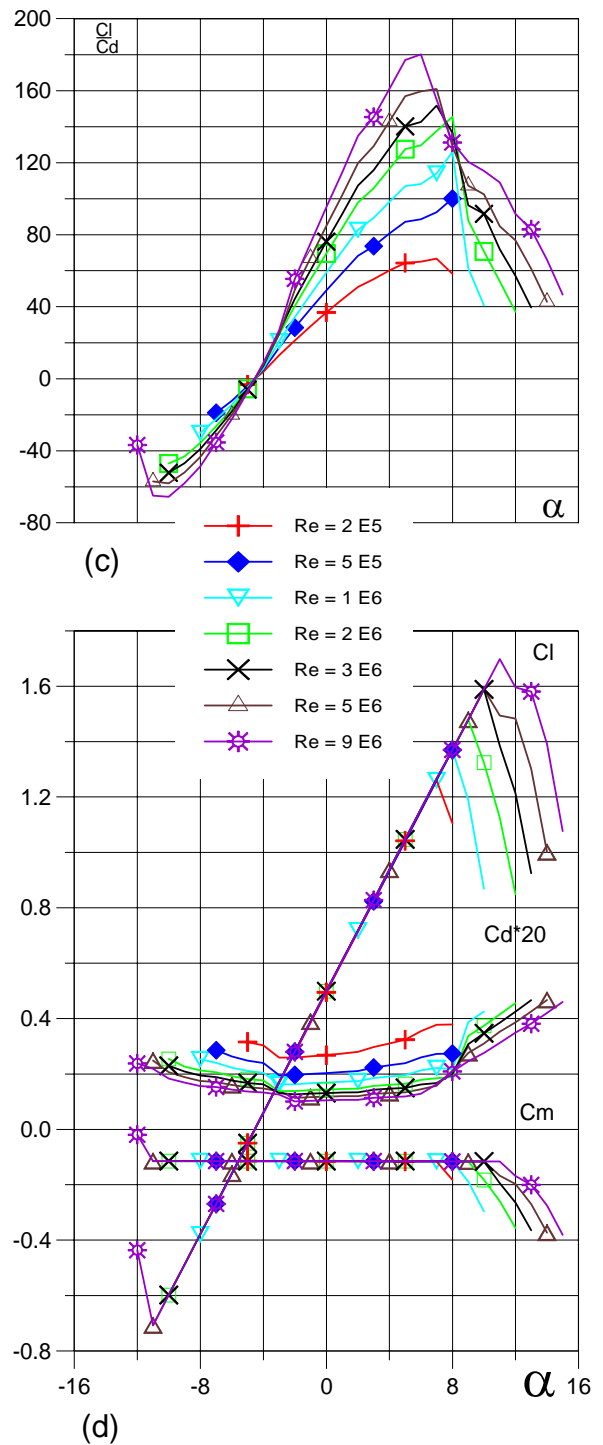 200
Cl
Cd
160
120
80
40
0
-40
-80
α
(c)
Re = 2 E5
Re = 5 E5
Re = 1 E6
Re = 2 E6
Re = 3 E6
Re = 5 E6
Re = 9 E6
Cl
1.6
1.2
Cd*20
0.8
0.4
Cm
0.0
-0.4
-0.8
-16 -8 0 8 α 16
(d)